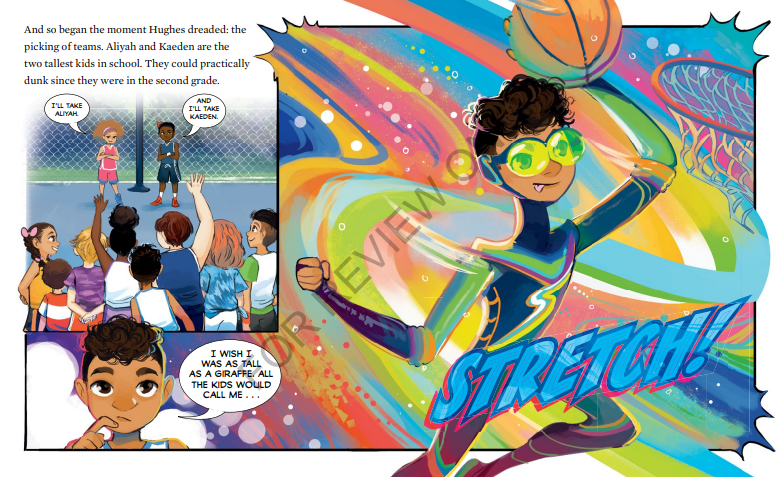 And so began the moment Hughes dreaded: the
picking of teams. Aliyah and Kaeden are the
two tallest kids in school. They could practically
dunk since they were in the second grade.
I'LL TAKE
ALIYAH.
AND
I'LL TAKE
KAEDEN.
I WISH I
WAS AS TALL
AS A GIRAFFE. ALL
THE KIDS WOULD
CALL ME . . .
STRETCH!
FOR REVIEW O